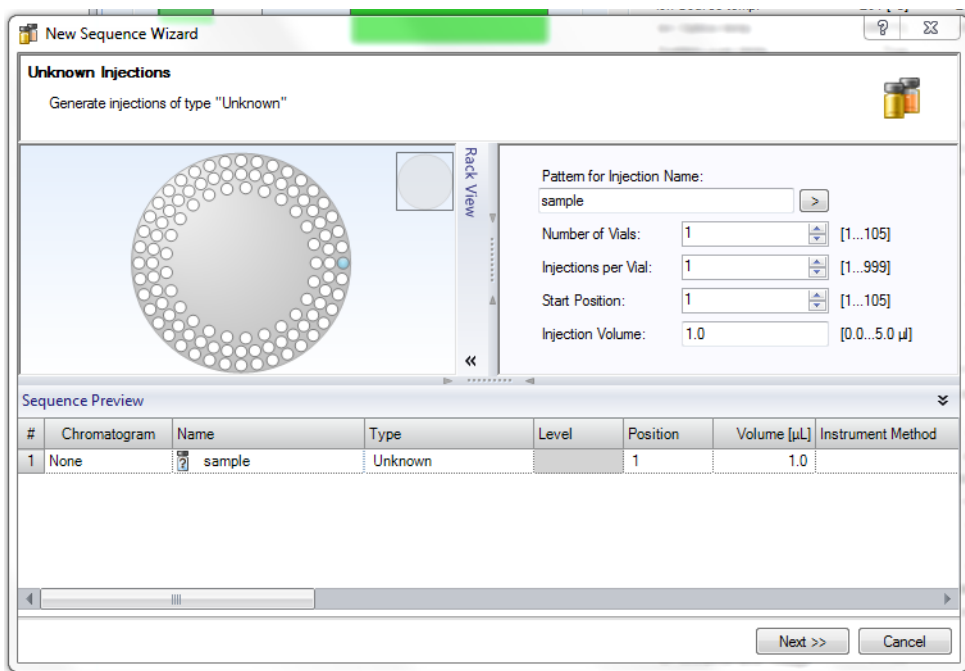 New Sequence Wizard
Unknown Injections
Generate injections of type "Unknown"
Rack View
Pattern for Injection Name:
sample >
Number of Vials: 1 [1...105]
Injections per Vial: 1 [1...999]
Start Position: 1 [1...105]
Injection Volume: 1.0 [0.0...5.0 µl]
Sequence Preview
# Chromatogram Name Type Level Position Volume [µL] Instrument Method
1 None sample Unknown 1 1.0
Next >> Cancel